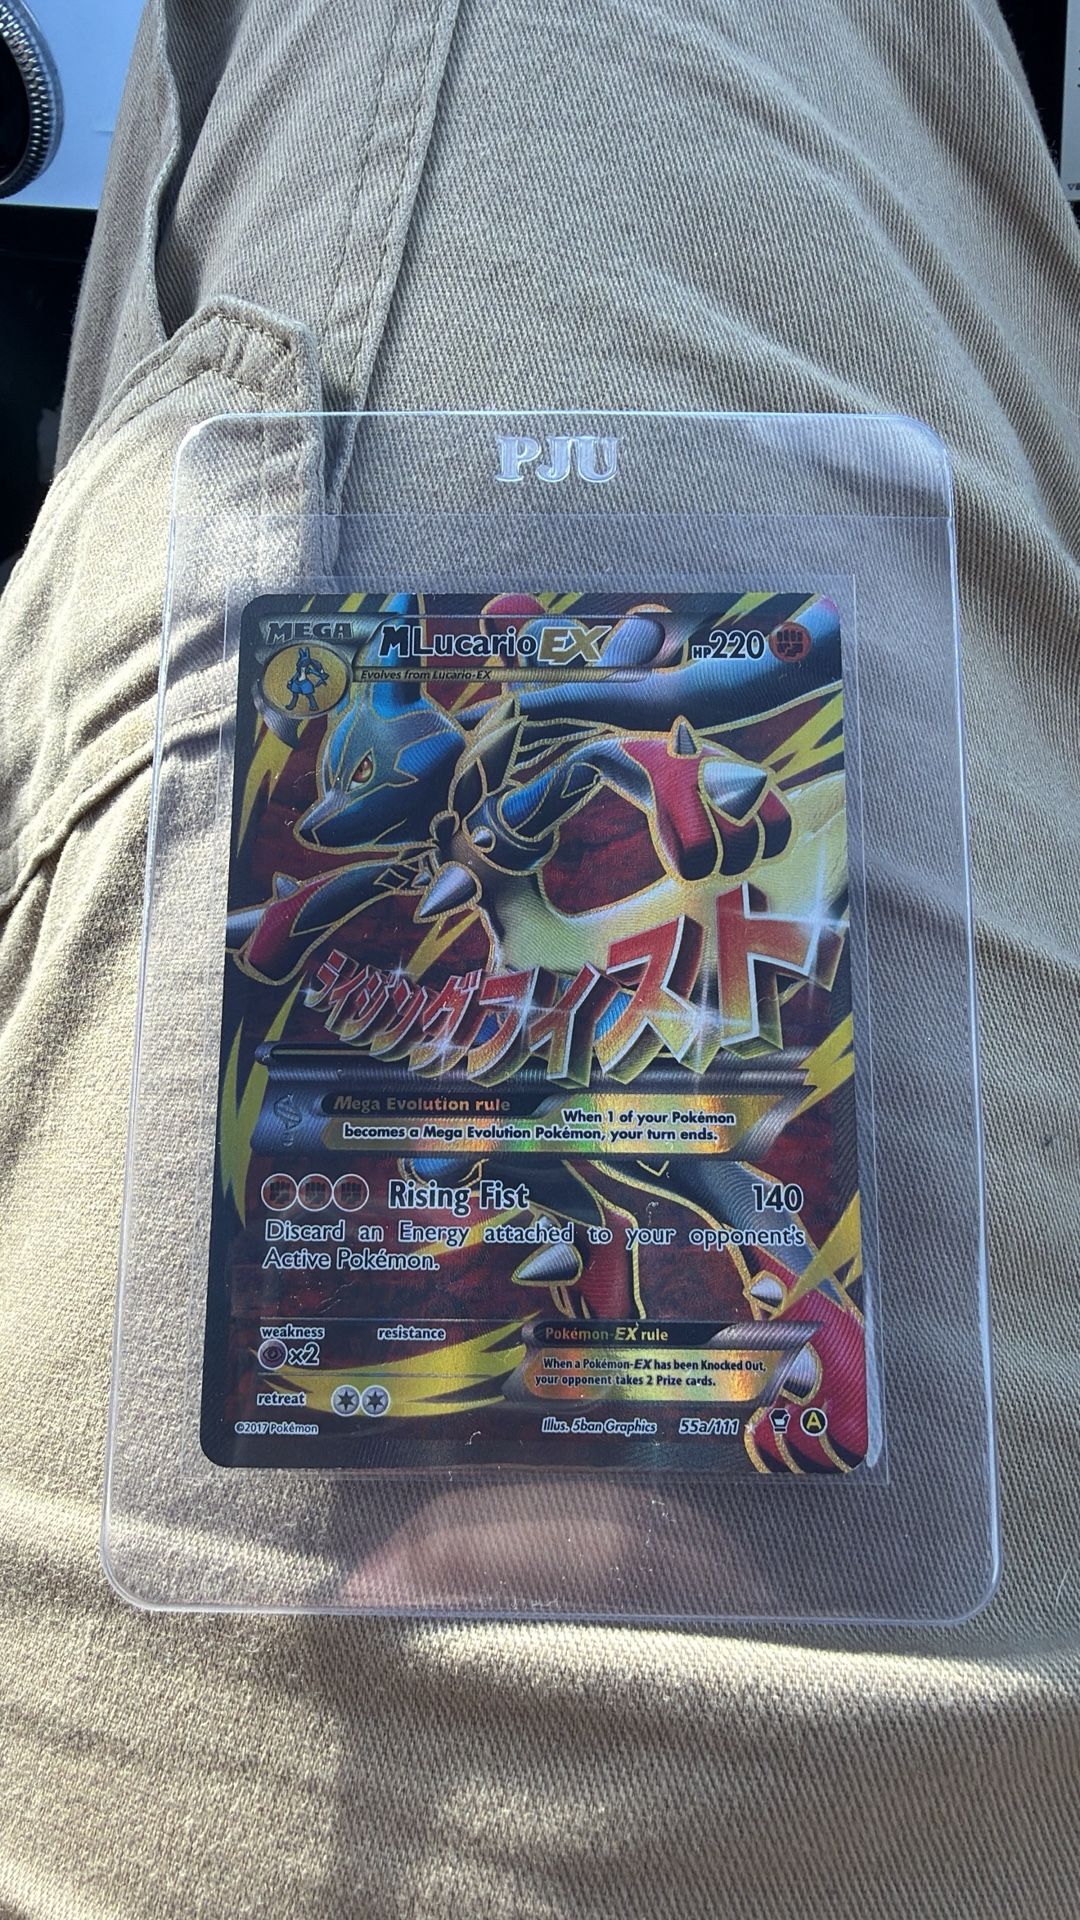 PJU
MEGA
M Lucario EX
HP220
Evolves from Lucario-EX
ライジングフィスト
Mega Evolution rule
When 1 of your Pokémon
becomes a Mega Evolution Pokémon, your turn ends.
Rising Fist 140
Discard an Energy attached to your opponent's
Active Pokémon.
weakness resistance
×2
Pokémon-EX rule
When a Pokémon-EX has been Knocked Out,
your opponent takes 2 Prize cards.
retreat
©2017 Pokémon Illus. 5ban Graphics 55a/111 A